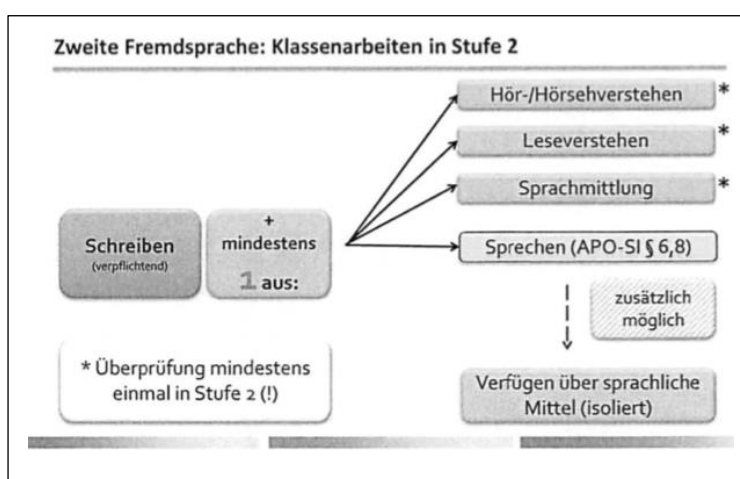 Zweite Fremdsprache: Klassenarbeiten in Stufe 2
Hör-/Hörsehverstehen *
Leseverstehen *
Sprachmittlung *
Schreiben
(verpflichtend)
+
mindestens
1 aus:
Sprechen (APO-SI § 6,8)
zusätzlich
möglich
* Überprüfung mindestens
einmal in Stufe 2 (!)
Verfügen über sprachliche
Mittel (isoliert)